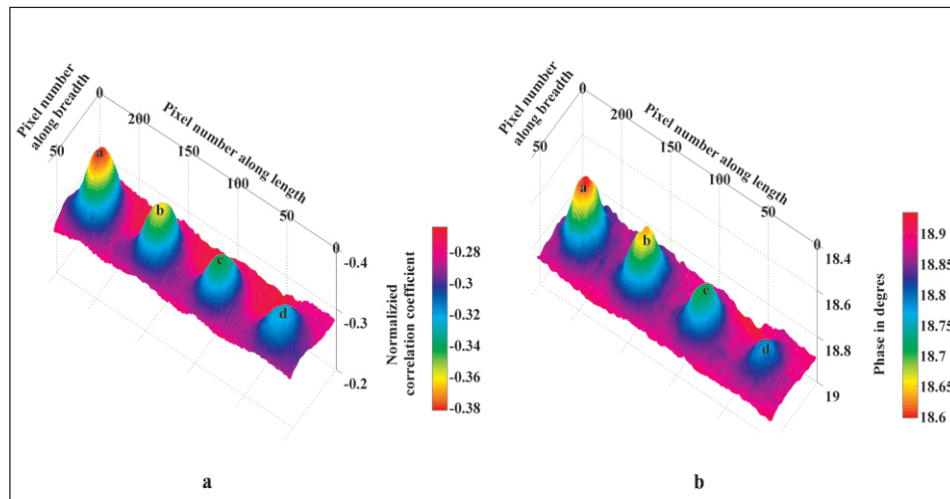 Pixel number
along breadth
0
50
200
150
100
50
0
Pixel number along length
a
b
c
d
-0.4
-0.3
-0.2
Normalizied
correlation coefficient
-0.28
-0.3
-0.32
-0.34
-0.36
-0.38
a
Pixel number
along breadth
0
50
200
150
100
50
0
Pixel number along length
a
b
c
d
18.4
18.6
18.8
19
Phase in degres
18.9
18.85
18.8
18.75
18.7
18.65
18.6
b